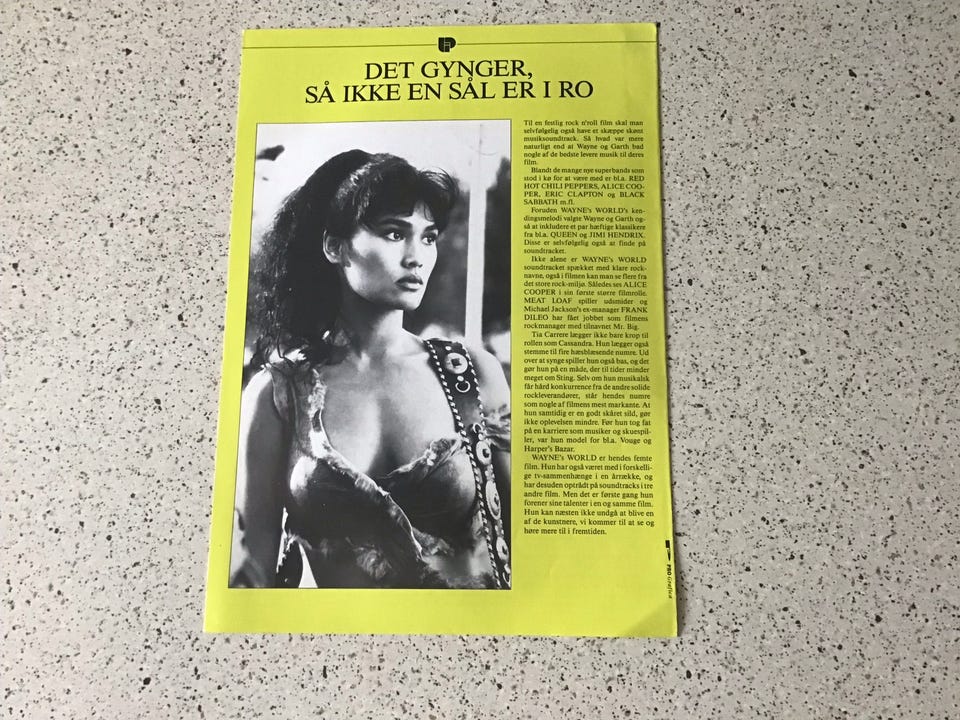 DET GYNGER,
SÅ IKKE EN SÅL ER I RO
Til en festlig rock n'roll film skal man
selvfølgelig også have et skæppe skønt
musiksoundtrack. Så hvad var mere
naturligt end at Wayne og Garth bad
nogle af de bedste levere musik til deres
film.
Blandt de mange nye superbands som
stod i kø for at være med er bl.a. RED
HOT CHILI PEPPERS, ALICE COO-
PER, ERIC CLAPTON og BLACK
SABBATH m.fl.
Foruden WAYNE's WORLD's ken-
dingsmelodi valgte Wayne og Garth og-
så at inkludere et par hæftige klassikere
fra bl.a. QUEEN og JIMI HENDRIX.
Disse er selvfølgelig også at finde på
soundtracket.
Ikke alene er WAYNE's WORLD
soundtracket spækket med klare rock-
navne, også i filmen kan man se flere fra
det store rock-miljø. Således ses ALICE
COOPER i sin første større filmrolle.
MEAT LOAF spiller udsmider og
Michael Jackson's ex-manager FRANK
DILEO har fået jobbet som filmens
rockmanager med tilnavnet Mr. Big.
Tia Carrere lægger ikke bare krop til
rollen som Cassandra. Hun lægger også
stemme til fire hæsblæsende numre. Ud
over at synge spiller hun også bas, og det
gør hun på en måde, der til tider minder
meget om Sting. Selv om hun musikalsk
får hård konkurrence fra de andre solide
rockleverandører, står hendes numre
som nogle af filmens mest markante. At
hun samtidig er en godt skåret sild, gør
ikke oplevelsen mindre. Før hun tog fat
på en karriere som musiker og skuespil-
ler, var hun model for bl.a. Vouge og
Harper's Bazar.
WAYNE's WORLD er hendes femte
film. Hun har også været med i forskelli-
ge tv-sammenhænge i en årrække, og
har desuden optrådt på soundtracks i tre
andre film. Men det er første gang hun
forener sine talenter i en og samme film.
Hun kan næsten ikke undgå at blive en
af de kunstnere, vi kommer til at se og
høre mere til i fremtiden.
PRO Grafisk